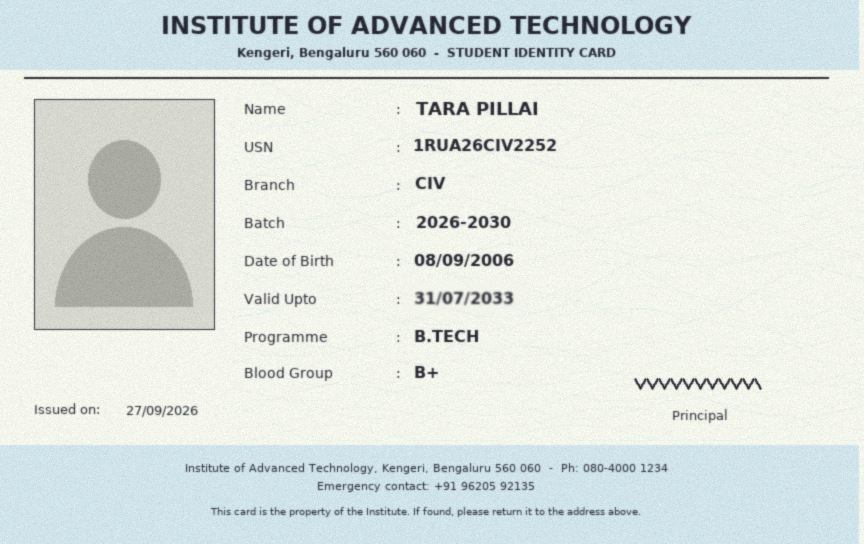 INSTITUTE OF ADVANCED TECHNOLOGY
Kengeri, Bengaluru 560 060 - STUDENT IDENTITY CARD
Name : TARA PILLAI
USN : 1RUA26CIV2252
Branch : CIV
Batch : 2026-2030
Date of Birth : 08/09/2006
Valid Upto : 31/07/2033
Programme : B.TECH
Blood Group : B+
Issued on: 27/09/2026
Principal
Institute of Advanced Technology, Kengeri, Bengaluru 560 060 - Ph: 080-4000 1234
Emergency contact: +91 96205 92135
This card is the property of the Institute. If found, please return it to the address above.